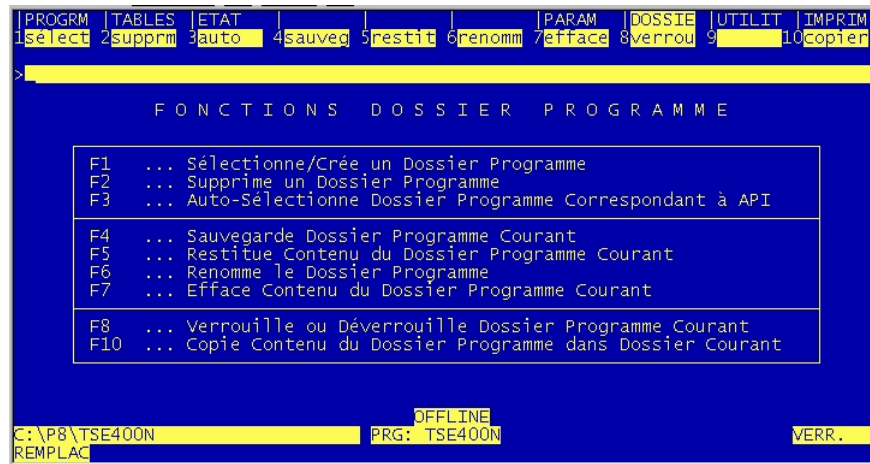 |PROGRM |TABLES |ETAT | | | |PARAM |DOSSIE |UTILIT |IMPRIM
1sélect 2supprm 3auto 4sauveg 5restit 6renomm 7efface 8verrou 9 10copier
>
FONCTIONS DOSSIER PROGRAMME
F1 ... Sélectionne/Crée un Dossier Programme
F2 ... Supprime un Dossier Programme
F3 ... Auto-Sélectionne Dossier Programme Correspondant à API
F4 ... Sauvegarde Dossier Programme Courant
F5 ... Restitue Contenu du Dossier Programme Courant
F6 ... Renomme le Dossier Programme
F7 ... Efface Contenu du Dossier Programme Courant
F8 ... Verrouille ou Déverrouille Dossier Programme Courant
F10 ... Copie Contenu du Dossier Programme dans Dossier Courant
OFFLINE
C:\P8\TSE400N PRG: TSE400N VERR.
REMPLAC